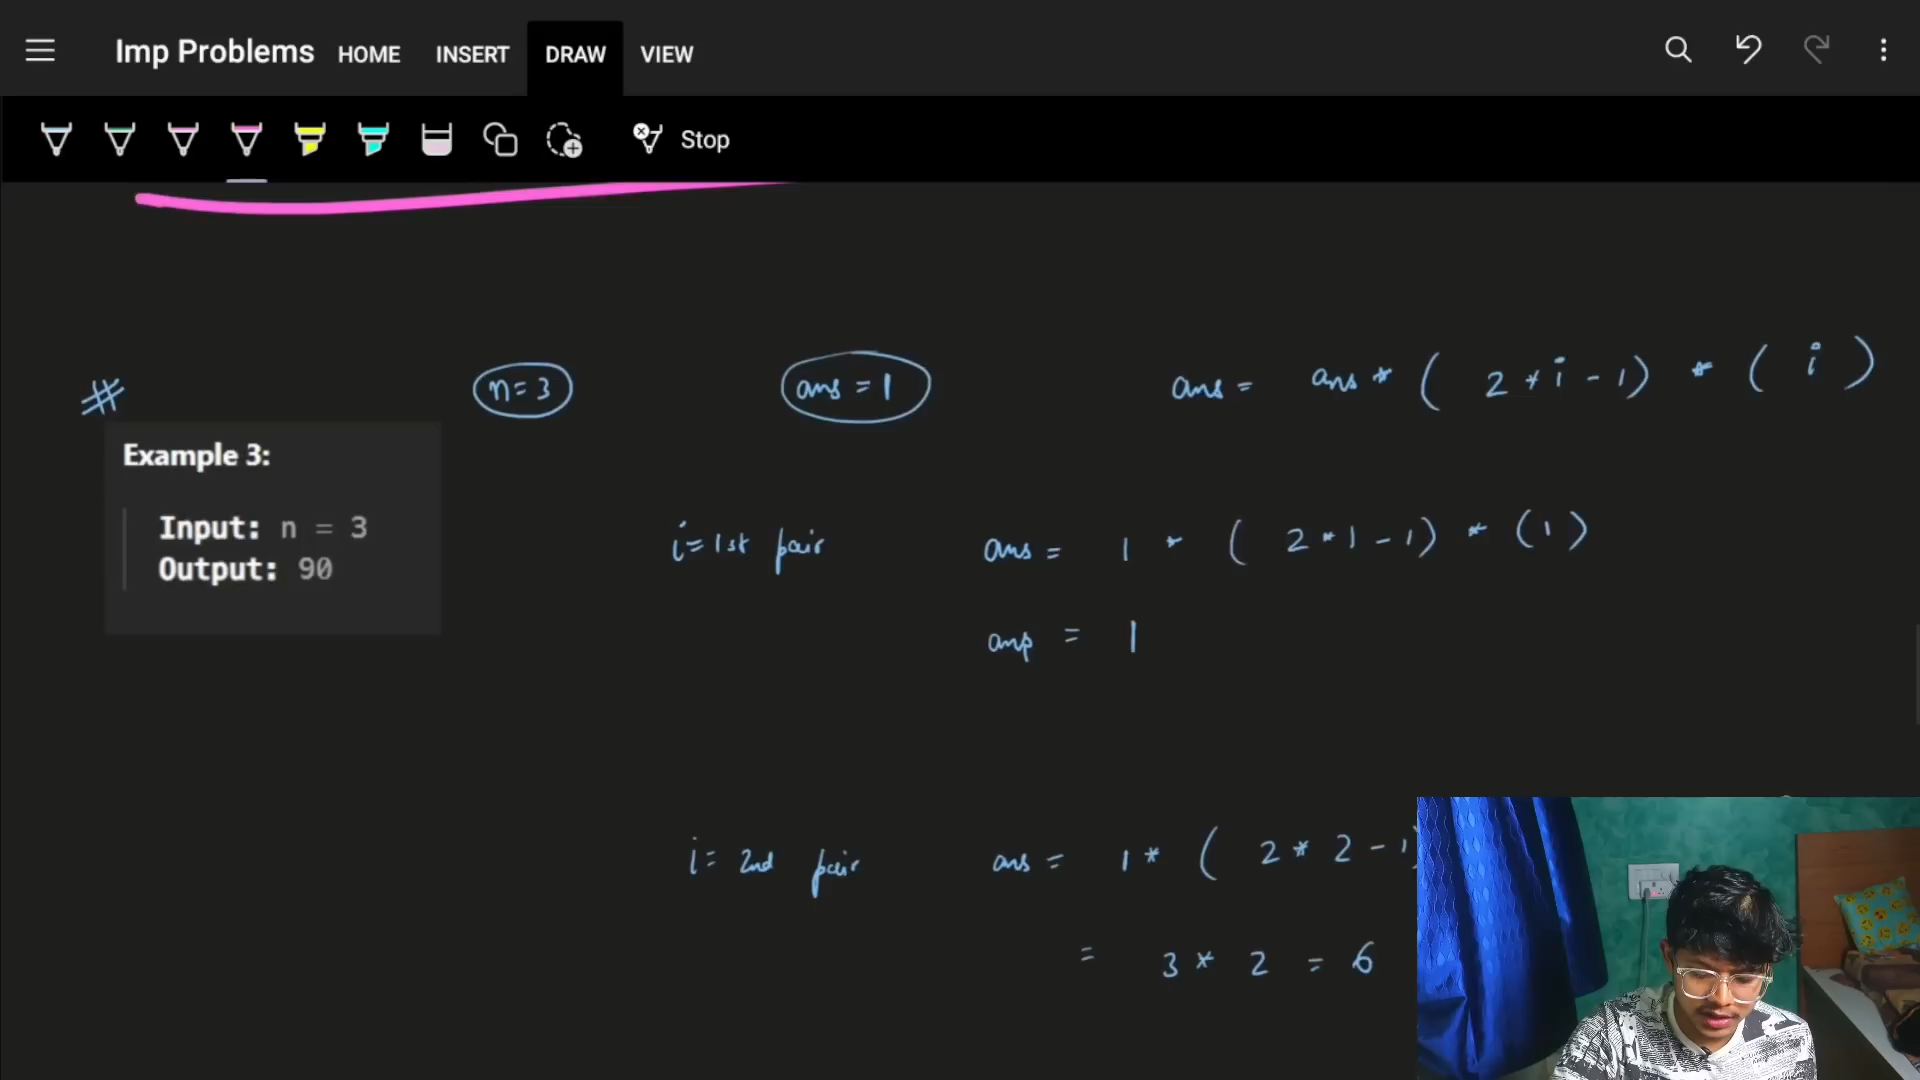 Imp Problems HOME INSERT DRAW VIEW
Stop
# n=3 ans = 1 ans = ans * ( 2 * i - 1) * ( i )
Example 3:
Input: n = 3
Output: 90
i= 1st pair ans = 1 * ( 2 * 1 - 1) * (1)
ans = 1
i= 2nd pair ans = 1 * ( 2 * 2 - 1)
= 3 * 2 = 6